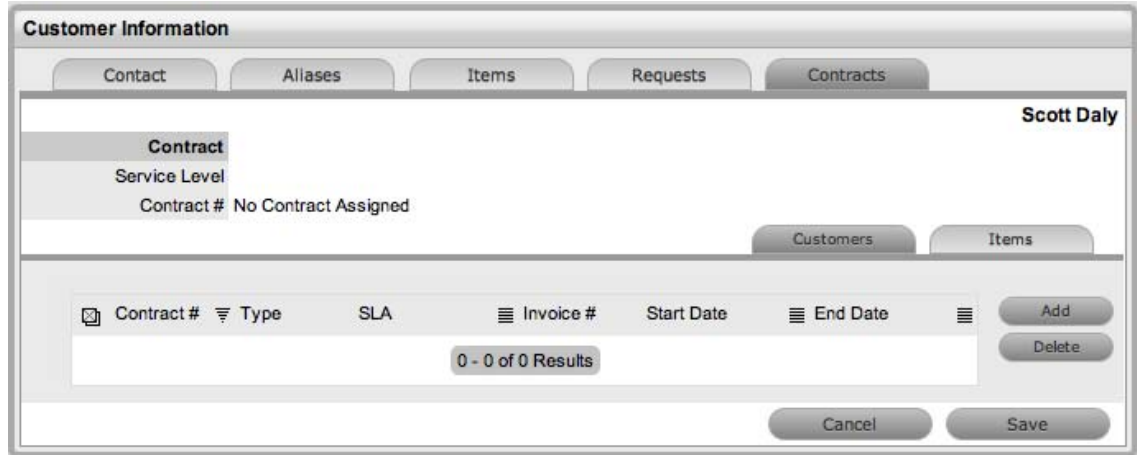 Customer Information
Contact Aliases Items Requests Contracts
Scott Daly
Contract
Service Level
Contract # No Contract Assigned
Customers Items
Contract # Type SLA Invoice # Start Date End Date Add
Delete
0 - 0 of 0 Results
Cancel Save